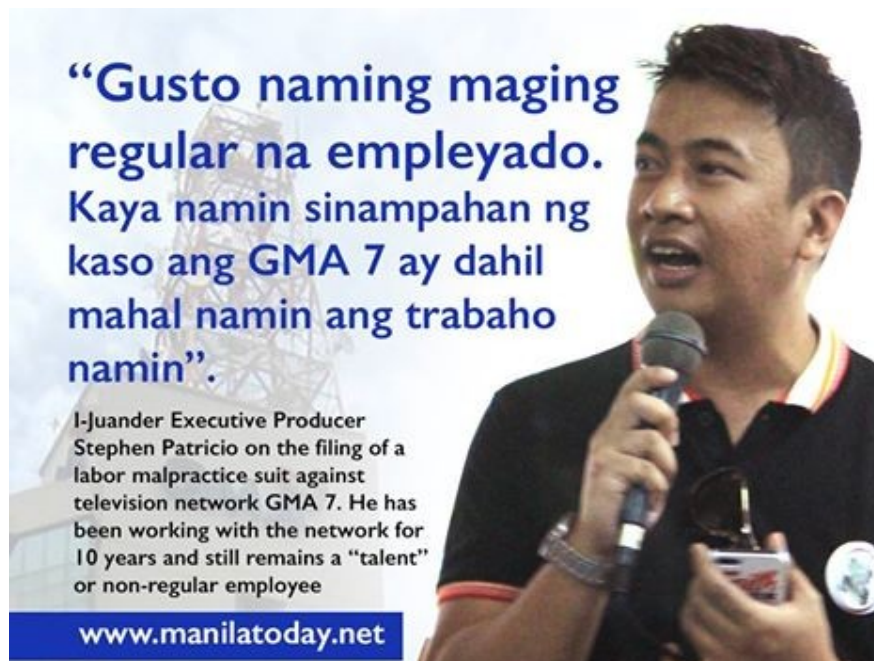 “Gusto naming maging
regular na empleyado.
Kaya namin sinampahan ng
kaso ang GMA 7 ay dahil
mahal namin ang trabaho
namin”.
I-Juander Executive Producer
Stephen Patricio on the filing of a
labor malpractice suit against
television network GMA 7. He has
been working with the network for
10 years and still remains a “talent”
or non-regular employee
www.manilatoday.net